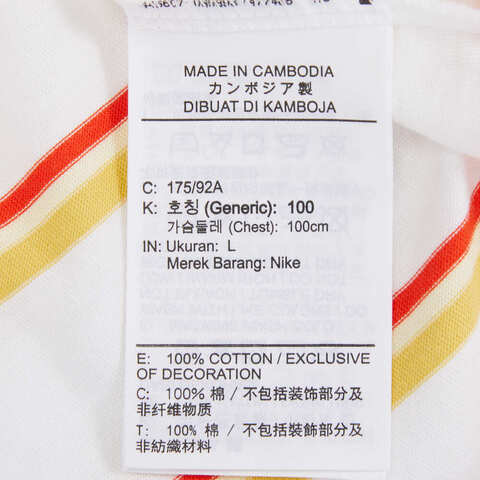 MADE IN CAMBODIA
カンボジア製
DIBUAT DI KAMBOJA
C: 175/92A
K: 호칭 (Generic): 100
가슴둘레 (Chest): 100cm
IN: Ukuran: L
Merek Barang: Nike
E: 100% COTTON / EXCLUSIVE
OF DECORATION
C: 100% 棉 / 不包括装饰部分及
非纤维物质
T: 100% 棉 / 不包括裝飾部分及
非紡織材料